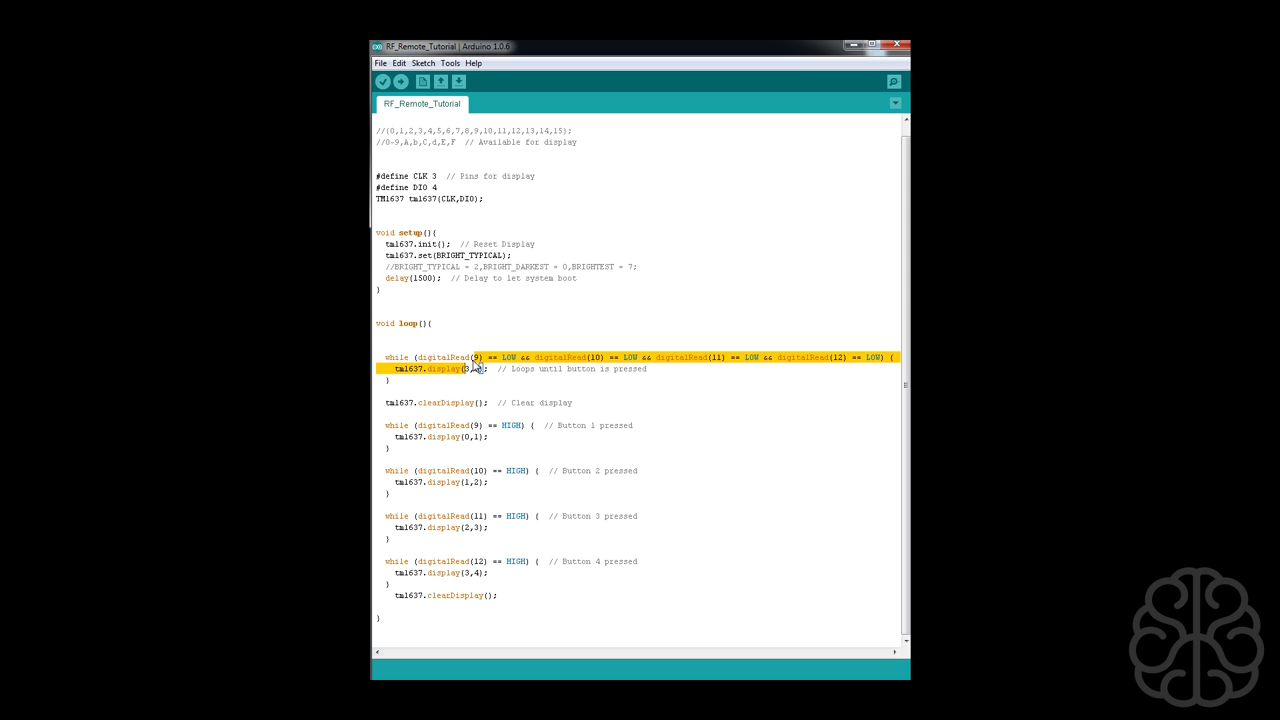 RF_Remote_Tutorial | Arduino 1.0.6
File Edit Sketch Tools Help
RF_Remote_Tutorial
//(0,1,2,3,4,5,6,7,8,9,10,11,12,13,14,15);
//0-9,A,b,C,d,E,F // Available for display
#define CLK 3 // Pins for display
#define DIO 4
TM1637 tm1637(CLK,DIO);
void setup(){
tm1637.init(); // Reset Display
tm1637.set(BRIGHT_TYPICAL);
//BRIGHT_TYPICAL = 2,BRIGHT_DARKEST = 0,BRIGHTEST = 7;
delay(1500); // Delay to let system boot
}
void loop(){
while (digitalRead(9) == LOW && digitalRead(10) == LOW && digitalRead(11) == LOW && digitalRead(12) == LOW) {
tm1637.display(3, ); // Loops until button is pressed
}
tm1637.clearDisplay(); // Clear display
while (digitalRead(9) == HIGH) { // Button 1 pressed
tm1637.display(0,1);
}
while (digitalRead(10) == HIGH) { // Button 2 pressed
tm1637.display(1,2);
}
while (digitalRead(11) == HIGH) { // Button 3 pressed
tm1637.display(2,3);
}
while (digitalRead(12) == HIGH) { // Button 4 pressed
tm1637.display(3,4);
}
tm1637.clearDisplay();
}